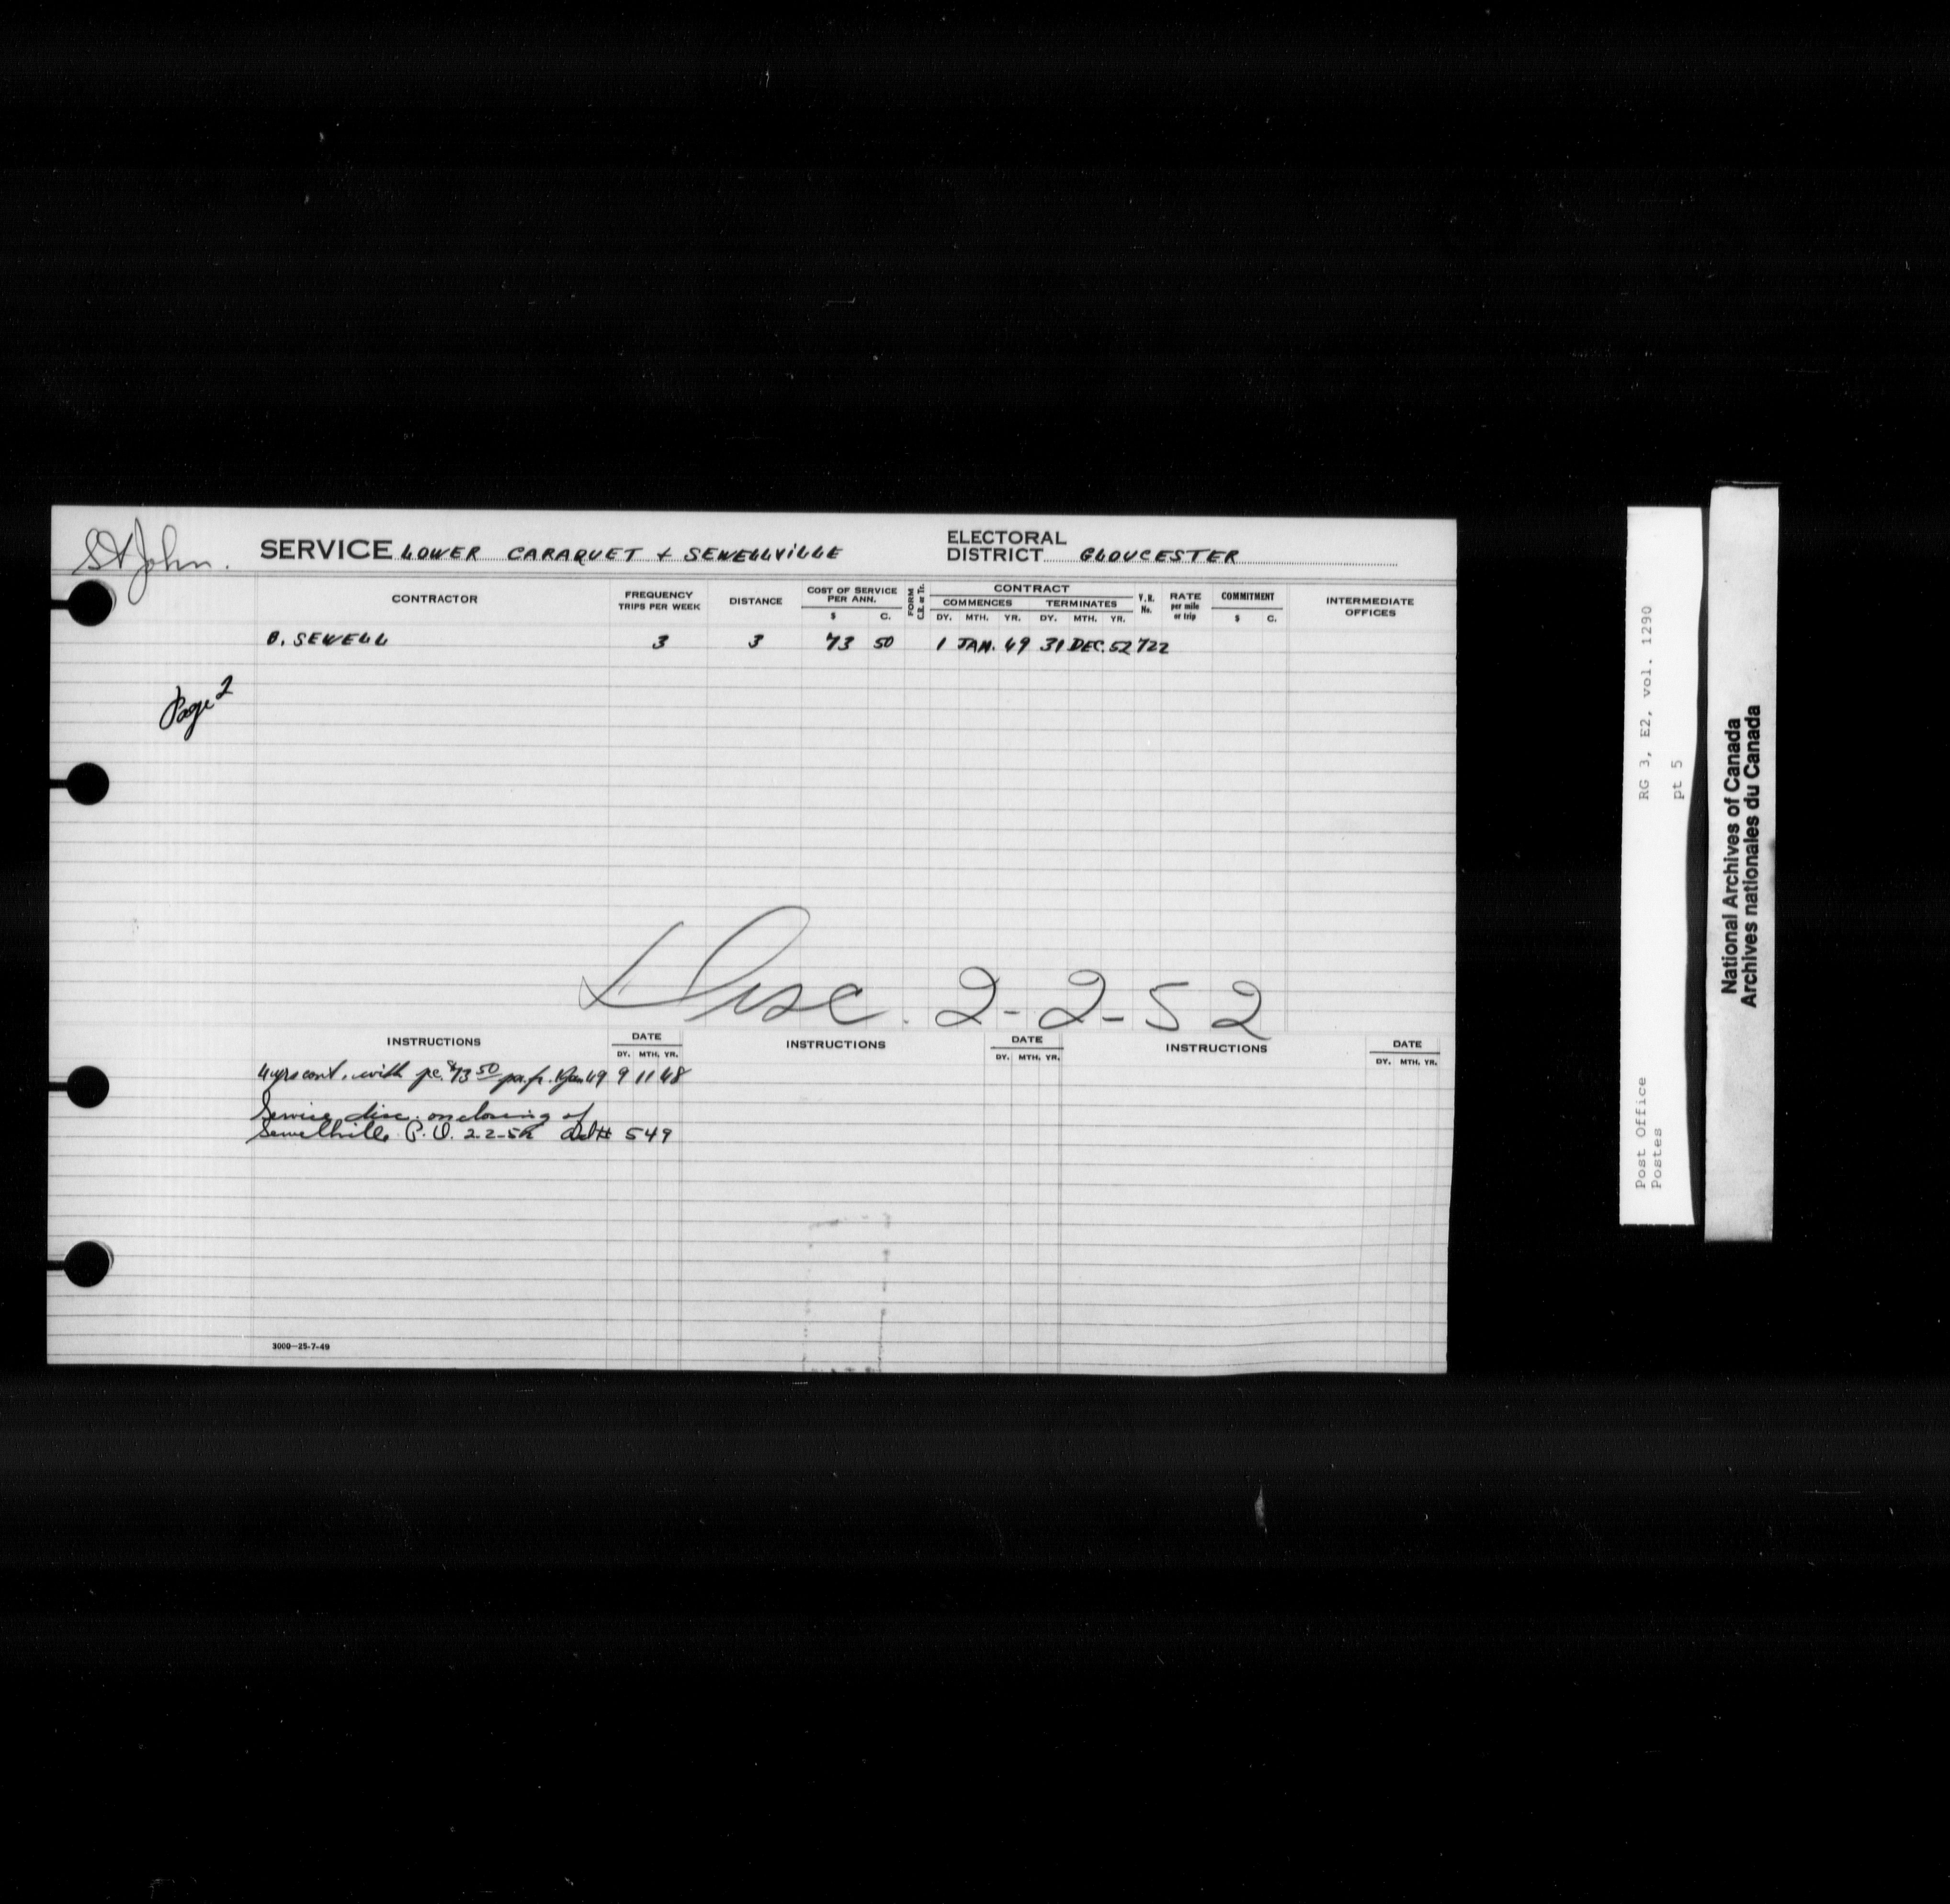 St John.
SERVICE LOWER CARAQUET & SEWELLVILLE
ELECTORAL DISTRICT GLOUCESTER
CONTRACTOR
FREQUENCY TRIPS PER WEEK
DISTANCE
COST OF SERVICE PER ANN.
$ C.
FORM C.R. or Tr.
CONTRACT
COMMENCES TERMINATES
DY. MTH. YR. DY. MTH. YR.
V.R. No.
RATE per mile or trip
COMMITMENT
$ C.
INTERMEDIATE OFFICES
B. SEWELL 3 3 73 50 1 JAN. 49 31 DEC. 52 722
Page 2
Disc. 2-2-52
INSTRUCTIONS DATE DY. MTH. YR.
INSTRUCTIONS DATE DY. MTH. YR.
INSTRUCTIONS DATE DY. MTH. YR.
4 yrs cont. with p.c. $73 50 p.a. fr. 1 Jan 49 9 11 48
Service disc. on closing of
Sewellville P.O. 2-2-52 549
3000—25-7-49
RG 3, E2, vol. 1290
pt 5
Post Office
Postes
National Archives of Canada
Archives nationales du Canada